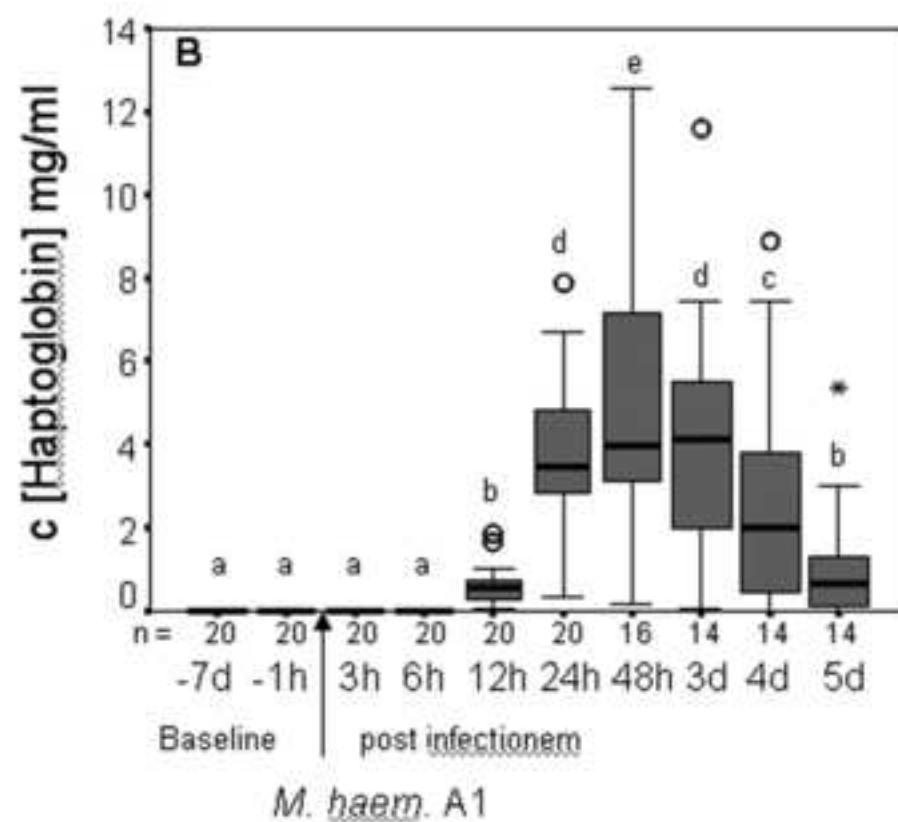 B
c [Haptoglobin] mg/ml
14
12
10
8
6
4
2
0
e
d
d
c
b
b
a a a a
n = 20 20 20 20 20 20 16 14 14 14
-7d -1h 3h 6h 12h 24h 48h 3d 4d 5d
Baseline post infectionem
M. haem. A1